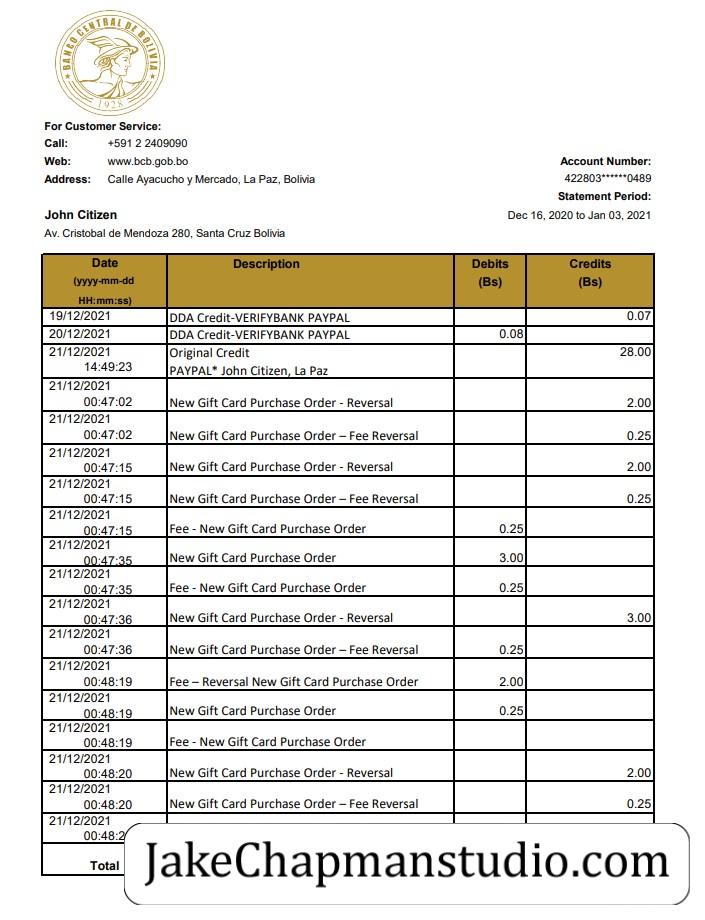 BANCO CENTRAL DE BOLIVIA
1928
For Customer Service:
Call: +591 2 2409090
Web: www.bcb.gob.bo
Address: Calle Ayacucho y Mercado, La Paz, Bolivia
Account Number:
422803******0489
Statement Period:
Dec 16, 2020 to Jan 03, 2021
John Citizen
Av. Cristobal de Mendoza 280, Santa Cruz Bolivia
Date (yyyy-mm-dd HH:mm:ss) Description Debits (Bs) Credits (Bs)
19/12/2021 DDA Credit-VERIFYBANK PAYPAL 0.07
20/12/2021 DDA Credit-VERIFYBANK PAYPAL 0.08
21/12/2021 Original Credit 28.00
14:49:23 PAYPAL* John Citizen, La Paz
21/12/2021
00:47:02 New Gift Card Purchase Order - Reversal 2.00
21/12/2021
00:47:02 New Gift Card Purchase Order – Fee Reversal 0.25
21/12/2021
00:47:15 New Gift Card Purchase Order - Reversal 2.00
21/12/2021
00:47:15 New Gift Card Purchase Order – Fee Reversal 0.25
21/12/2021
00:47:15 Fee - New Gift Card Purchase Order 0.25
21/12/2021
00:47:35 New Gift Card Purchase Order 3.00
21/12/2021
00:47:35 Fee - New Gift Card Purchase Order 0.25
21/12/2021
00:47:36 New Gift Card Purchase Order - Reversal 3.00
21/12/2021
00:47:36 New Gift Card Purchase Order – Fee Reversal 0.25
21/12/2021
00:48:19 Fee – Reversal New Gift Card Purchase Order 2.00
21/12/2021
00:48:19 New Gift Card Purchase Order 0.25
21/12/2021
00:48:19 Fee - New Gift Card Purchase Order
21/12/2021
00:48:20 New Gift Card Purchase Order - Reversal 2.00
21/12/2021
00:48:20 New Gift Card Purchase Order – Fee Reversal 0.25
21/12/2021
Total
JakeChapmanstudio.com